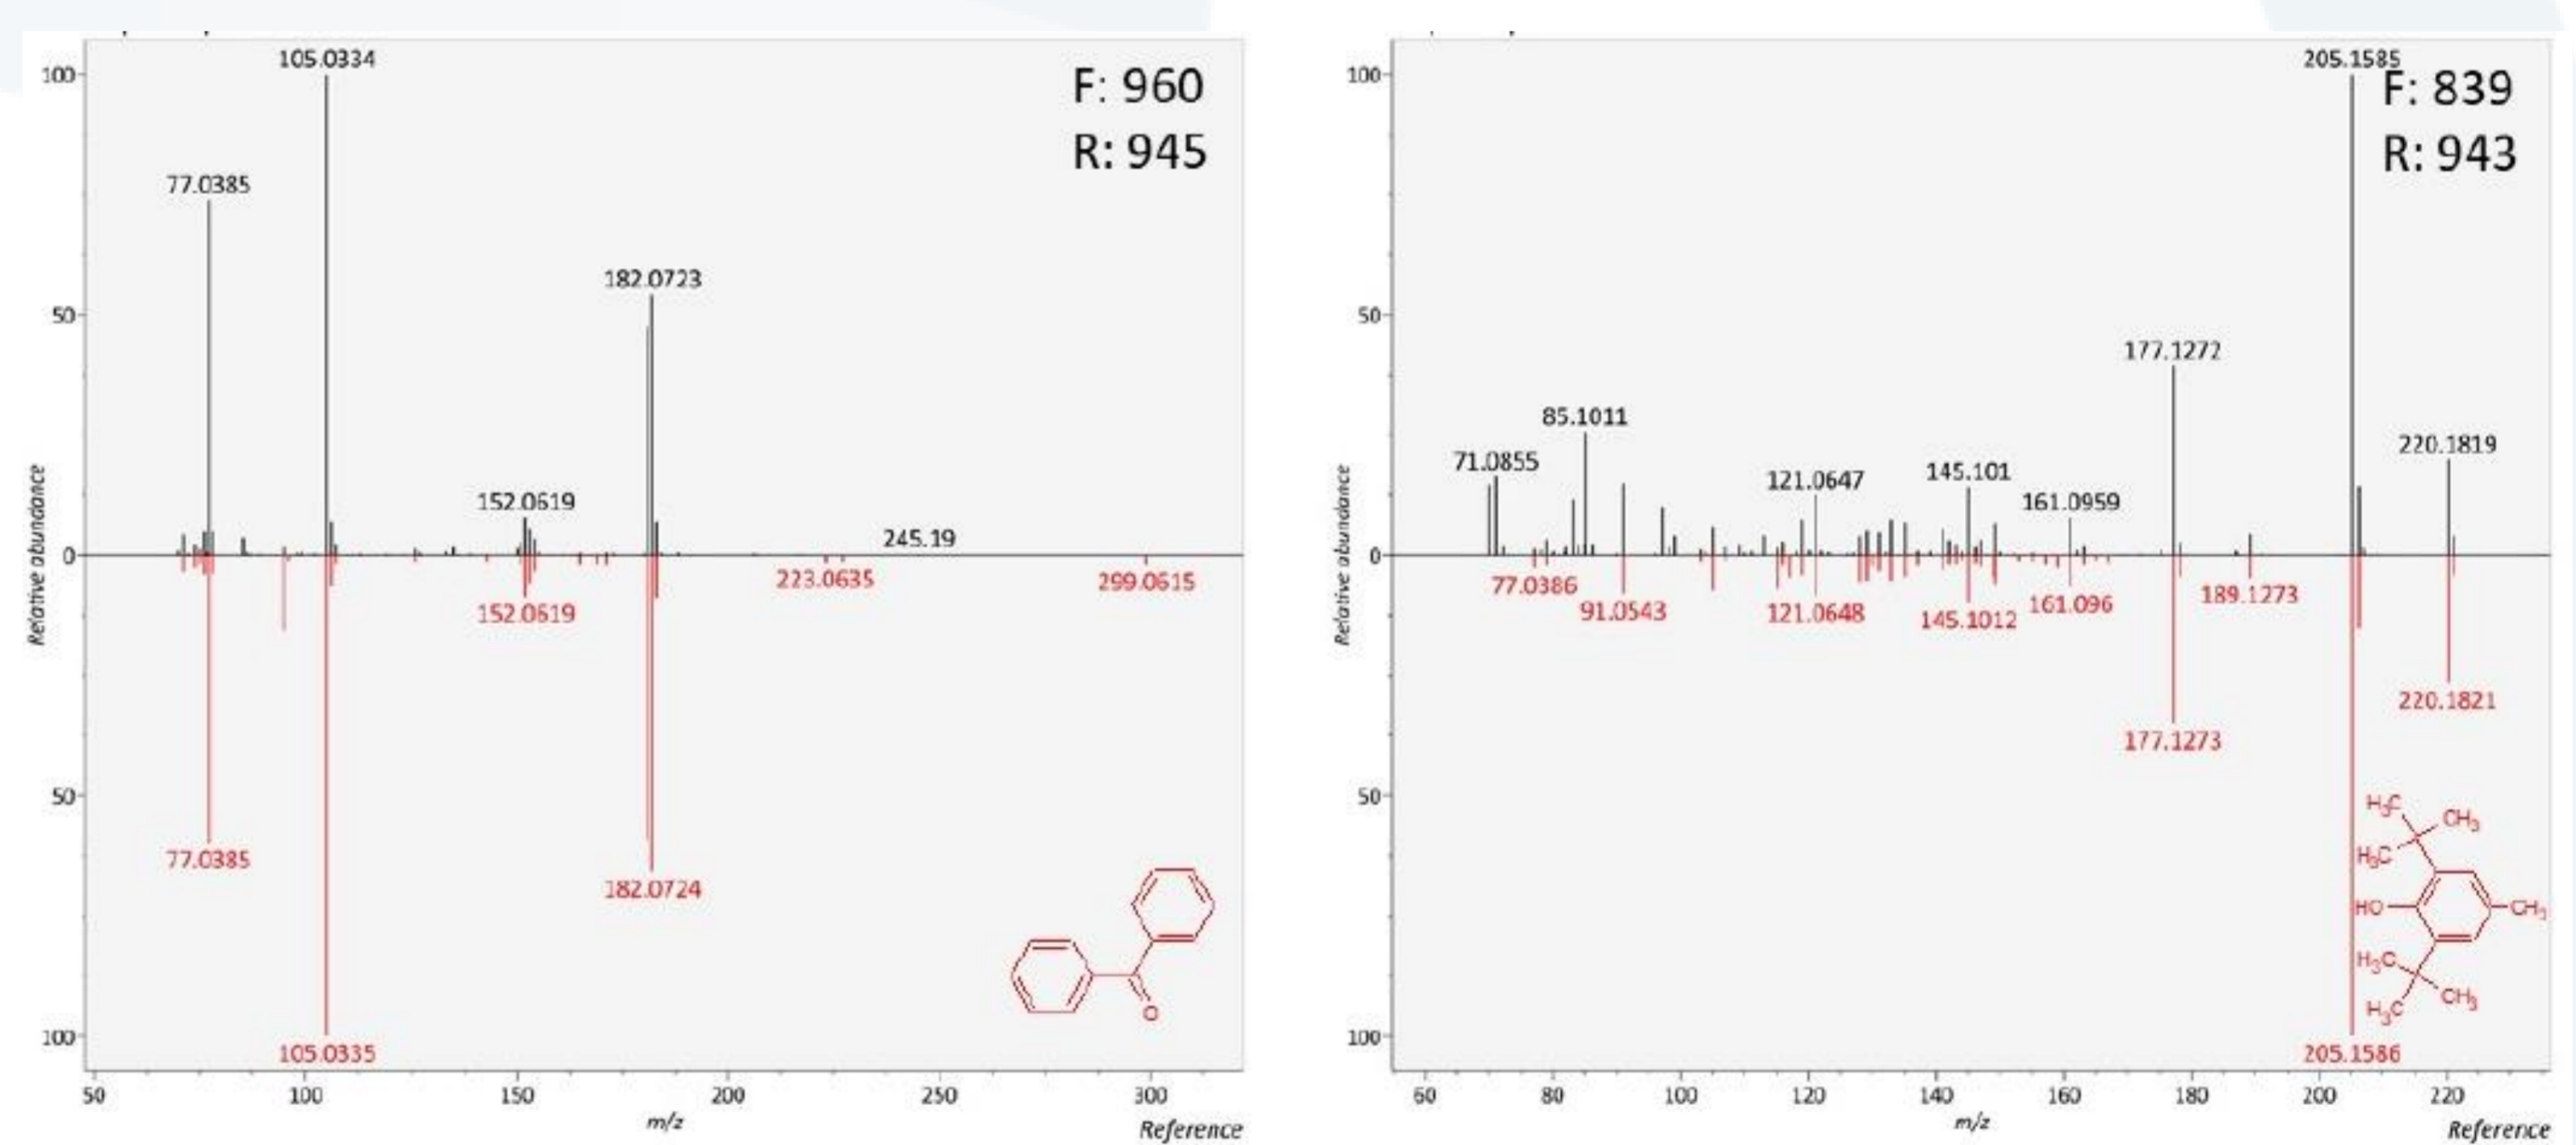 105.0334
F: 960
R: 945
100
77.0385
182.0723
50
152.0619
245.19
Relative abundance
0
223.0635
299.0615
152.0619
50
77.0385
182.0724
O
100
105.0335
50
100
150
200
250
300
m/z
Reference
205.1585
F: 839
R: 943
100
177.1272
50
85.1011
220.1819
71.0855
121.0647
145.101
161.0959
Relative abundance
0
77.0386
91.0543
121.0648
145.1012
161.096
189.1273
220.1821
177.1273
50
H3C
CH3
H3C
HO
CH3
H3C
CH3
H3C
100
205.1586
60
80
100
120
140
160
180
200
220
m/z
Reference